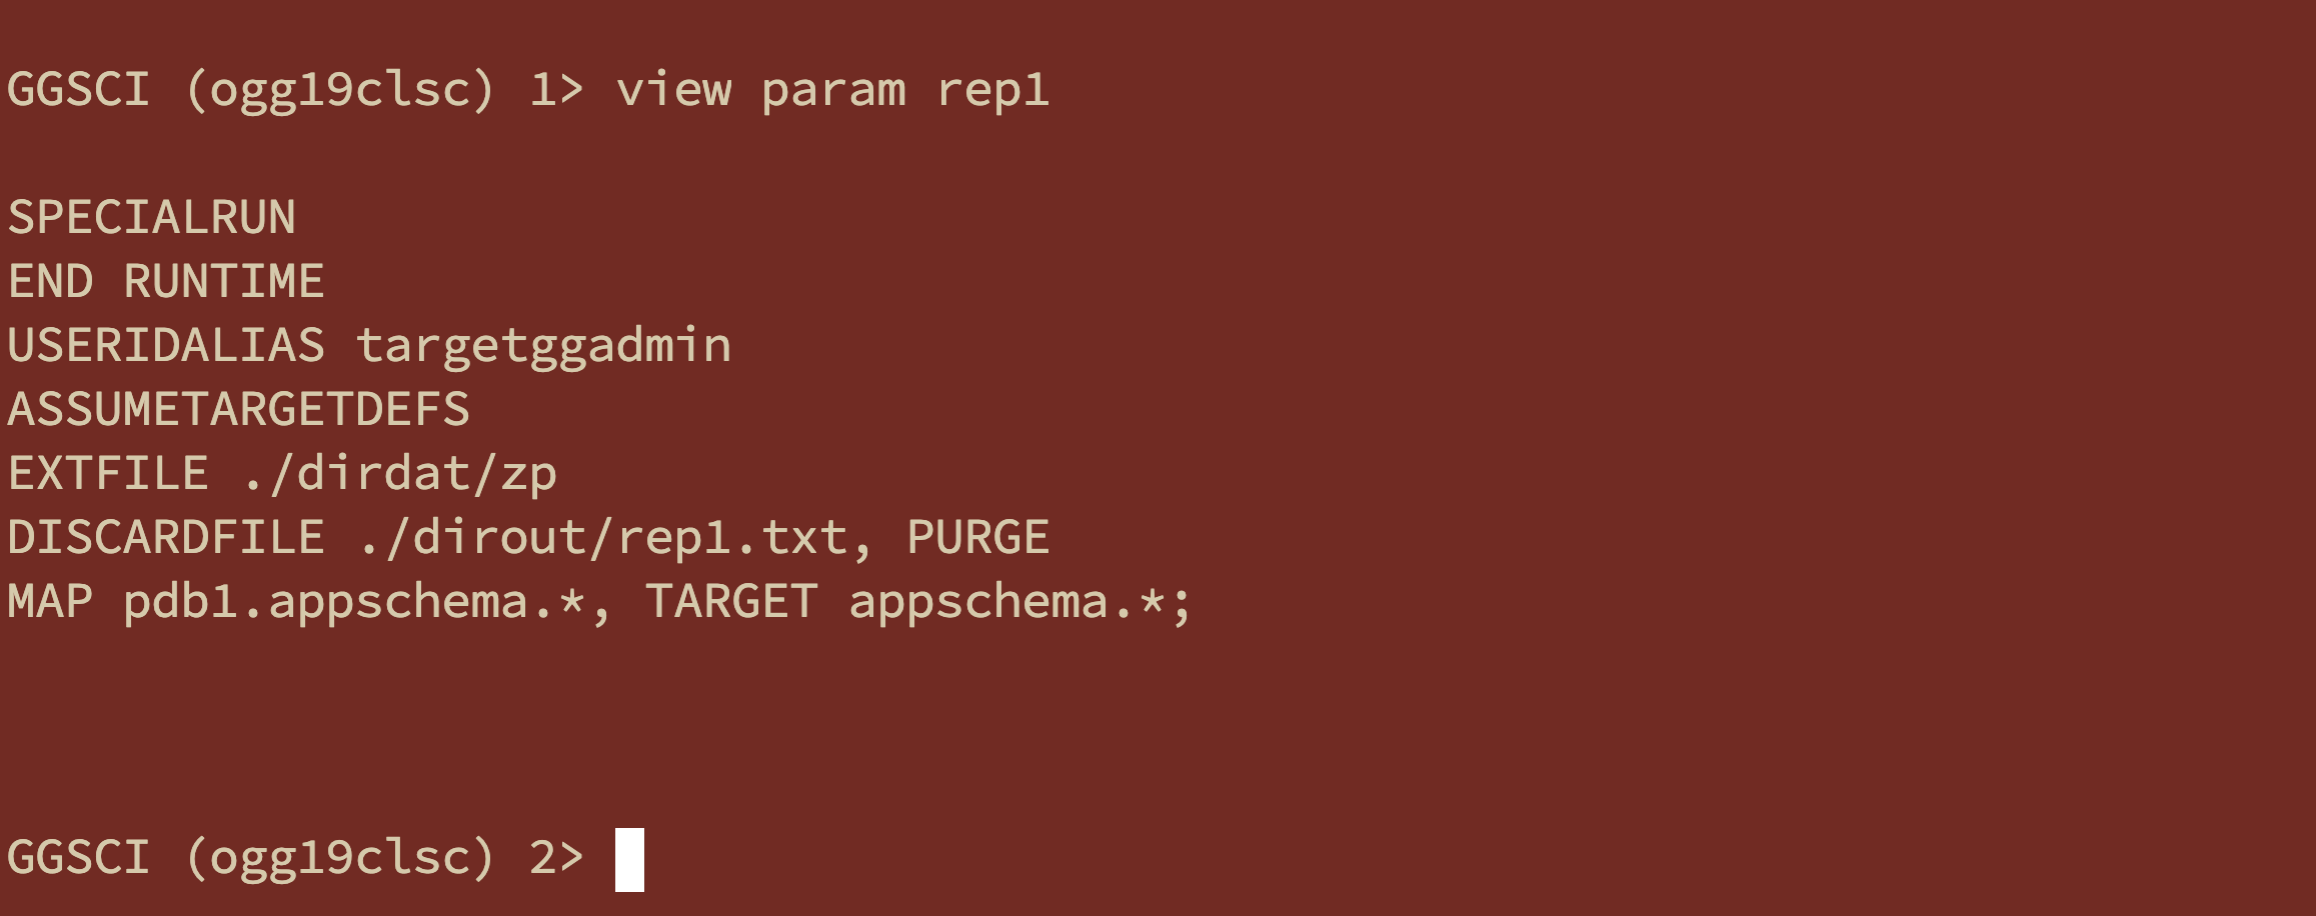 GGSCI (ogg19clsc) 1> view param rep1
SPECIALRUN
END RUNTIME
USERIDALIAS targetggadmin
ASSUMETARGETDEFS
EXTFILE ./dirdat/zp
DISCARDFILE ./dirout/rep1.txt, PURGE
MAP pdb1.appschema.*, TARGET appschema.*;
GGSCI (ogg19clsc) 2>